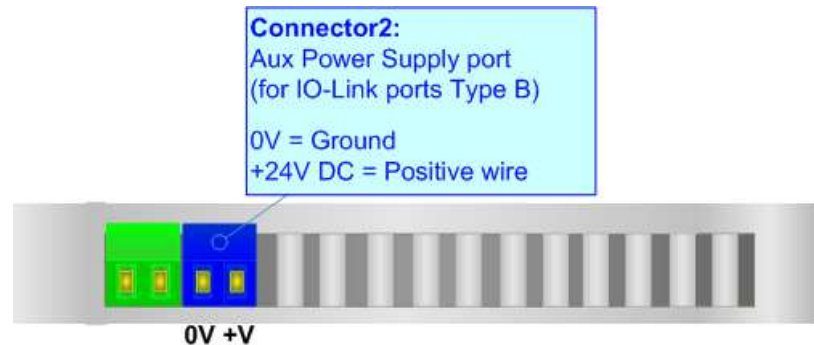 Connector2:
Aux Power Supply port
(for IO-Link ports Type B)
0V = Ground
+24V DC = Positive wire
0V +V